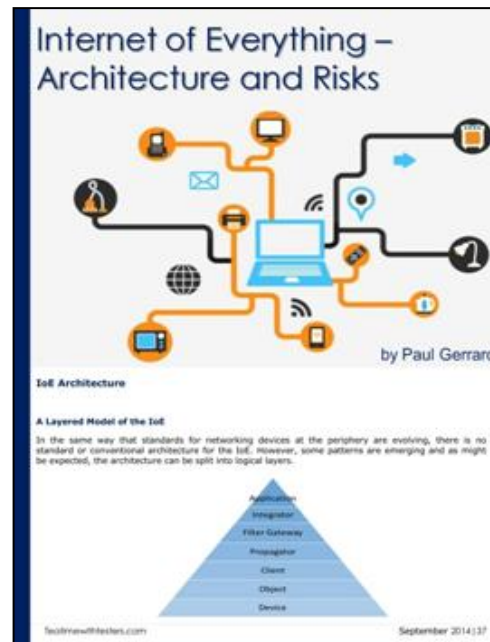 Internet of Everything –
Architecture and Risks
by Paul Gerrard
IoE Architecture
A Layered Model of the IoE
In the same way that standards for networking devices at the periphery are evolving, there is no
standard or conventional architecture for the IoE. However, some patterns are emerging and as might
be expected, the architecture can be split into logical layers.
Application
Integrator
Filter Gateway
Propagator
Client
Object
Device
Teatimewithtesters.com
September 2014|37